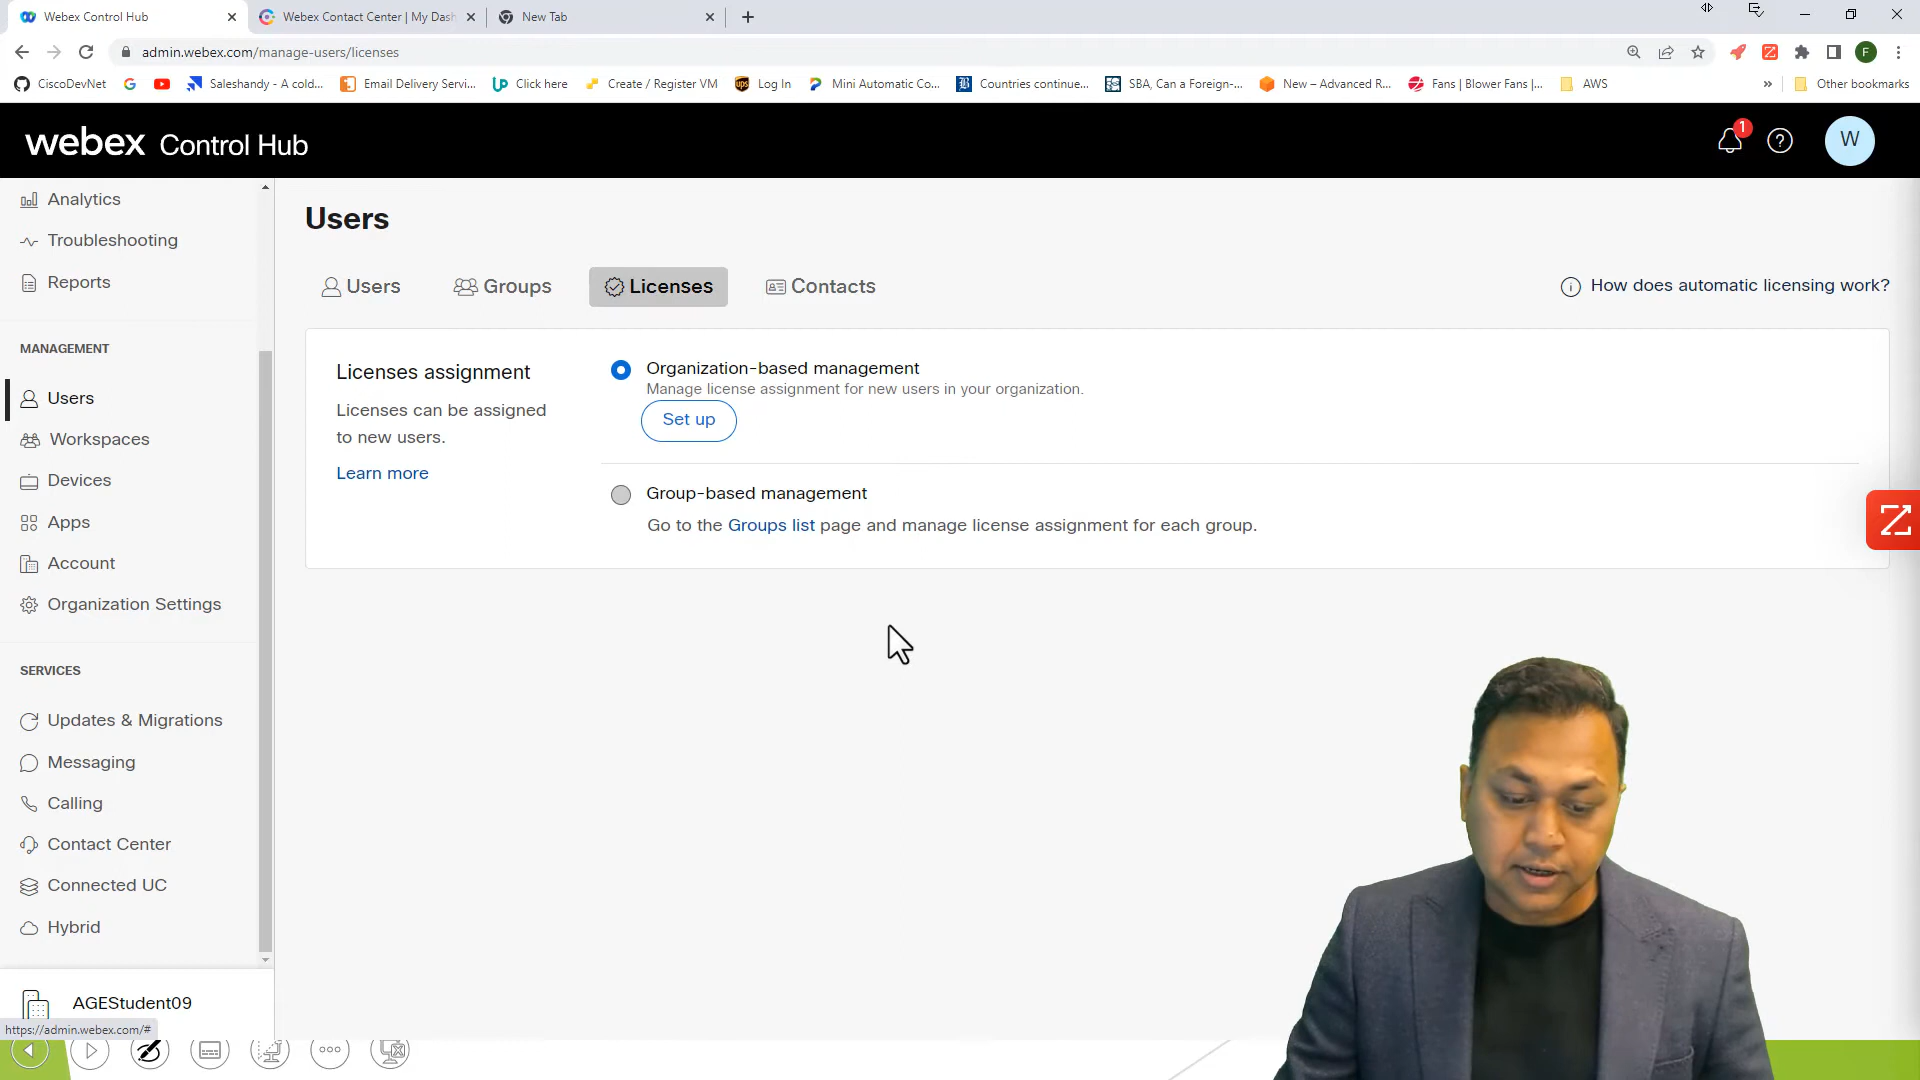 Webex Control Hub
Webex Contact Center | My Dash
New Tab
admin.webex.com/manage-users/licenses
F
CiscoDevNet
Saleshandy - A cold...
Email Delivery Servi...
Click here
Create / Register VM
Log In
Mini Automatic Co...
Countries continue...
SBA, Can a Foreign-...
New – Advanced R...
Fans | Blower Fans |...
AWS
»
Other bookmarks
webex Control Hub
1
?
W
Analytics
Troubleshooting
Reports
MANAGEMENT
Users
Workspaces
Devices
Apps
Account
Organization Settings
SERVICES
Updates & Migrations
Messaging
Calling
Contact Center
Connected UC
Hybrid
AGEStudent09
https://admin.webex.com/#
Users
Users
Groups
Licenses
Contacts
How does automatic licensing work?
Licenses assignment
Licenses can be assigned
to new users.
Learn more
Organization-based management
Manage license assignment for new users in your organization.
Set up
Group-based management
Go to the Groups list page and manage license assignment for each group.